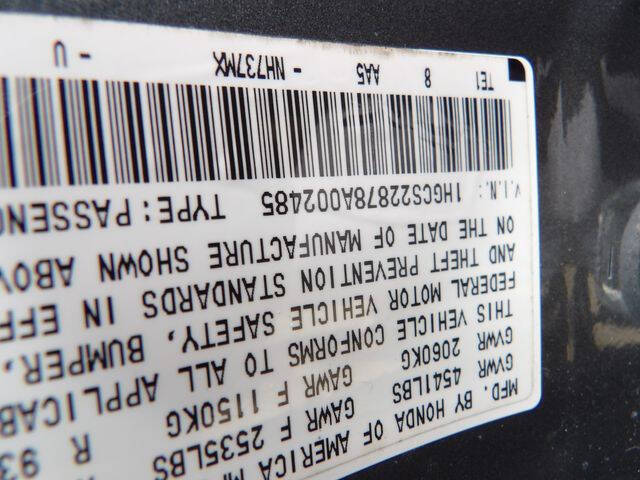 MFD. BY HONDA OF AMERICA M
GVWR 4541LBS GAWR F 2535LBS
GVWR 2060KG GAWR F 1150KG R 93
THIS VEHICLE CONFORMS TO ALL APPLICAB
FEDERAL MOTOR VEHICLE SAFETY, BUMPER,
AND THEFT PREVENTION STANDARDS IN EFF
ON THE DATE OF MANUFACTURE SHOWN ABOV
V.I.N.: 1HGCS22878A002485 TYPE: PASSENG
TE1 8 AA5 - NH737MX - U